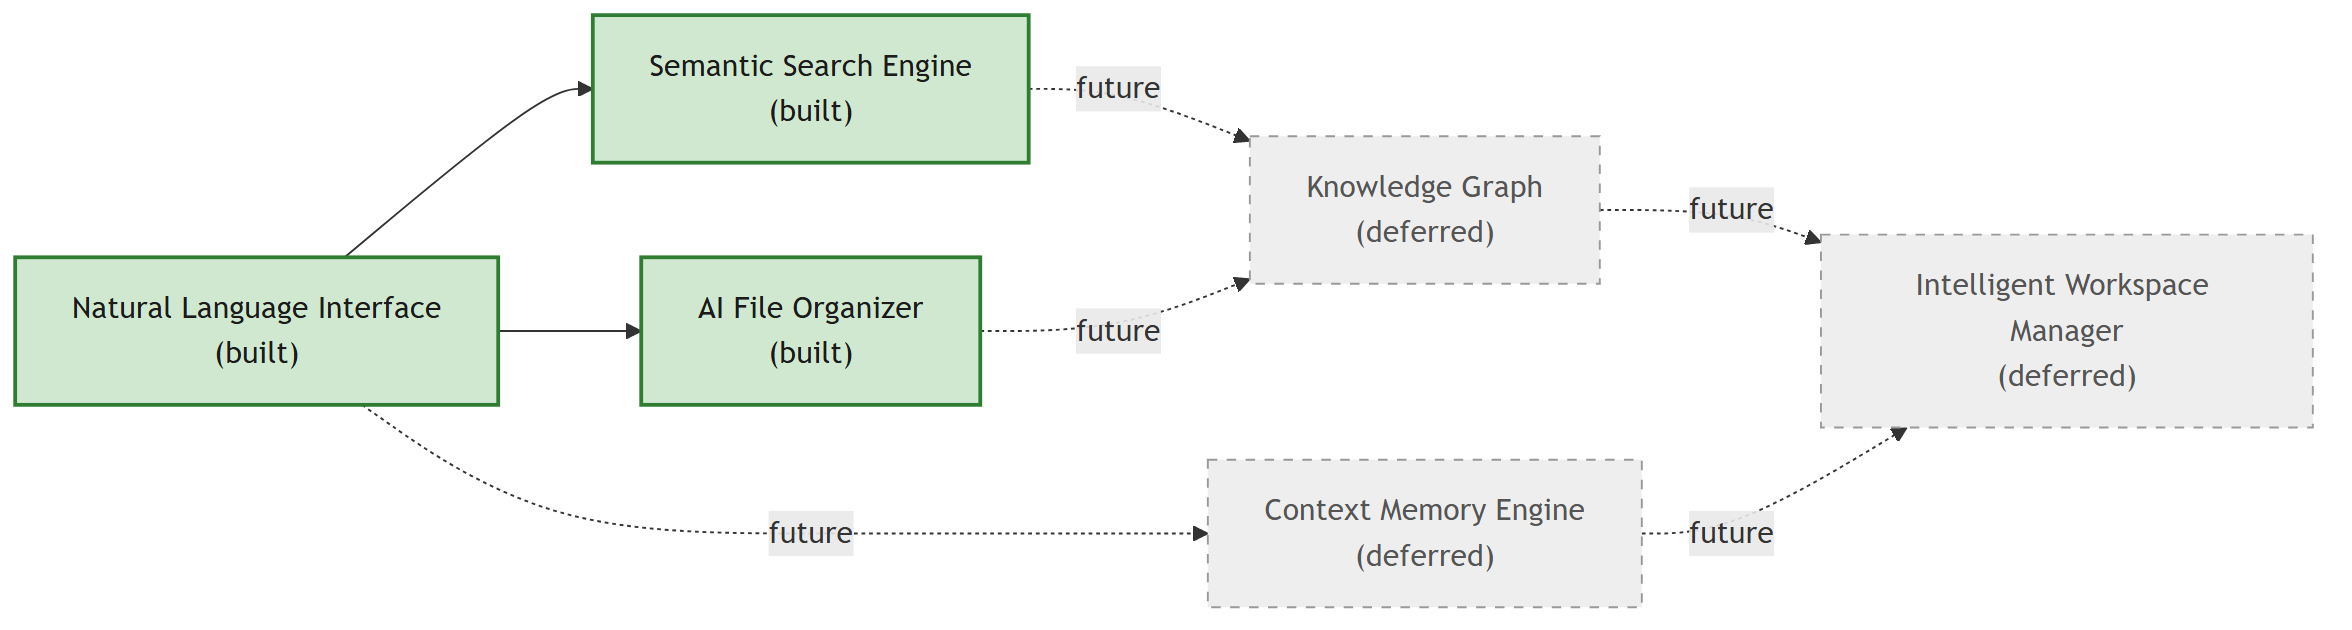 Semantic Search Engine
(built)
future
Knowledge Graph
(deferred)
future
Natural Language Interface
(built)
AI File Organizer
(built)
future
Intelligent Workspace
Manager
(deferred)
future
Context Memory Engine
(deferred)
future